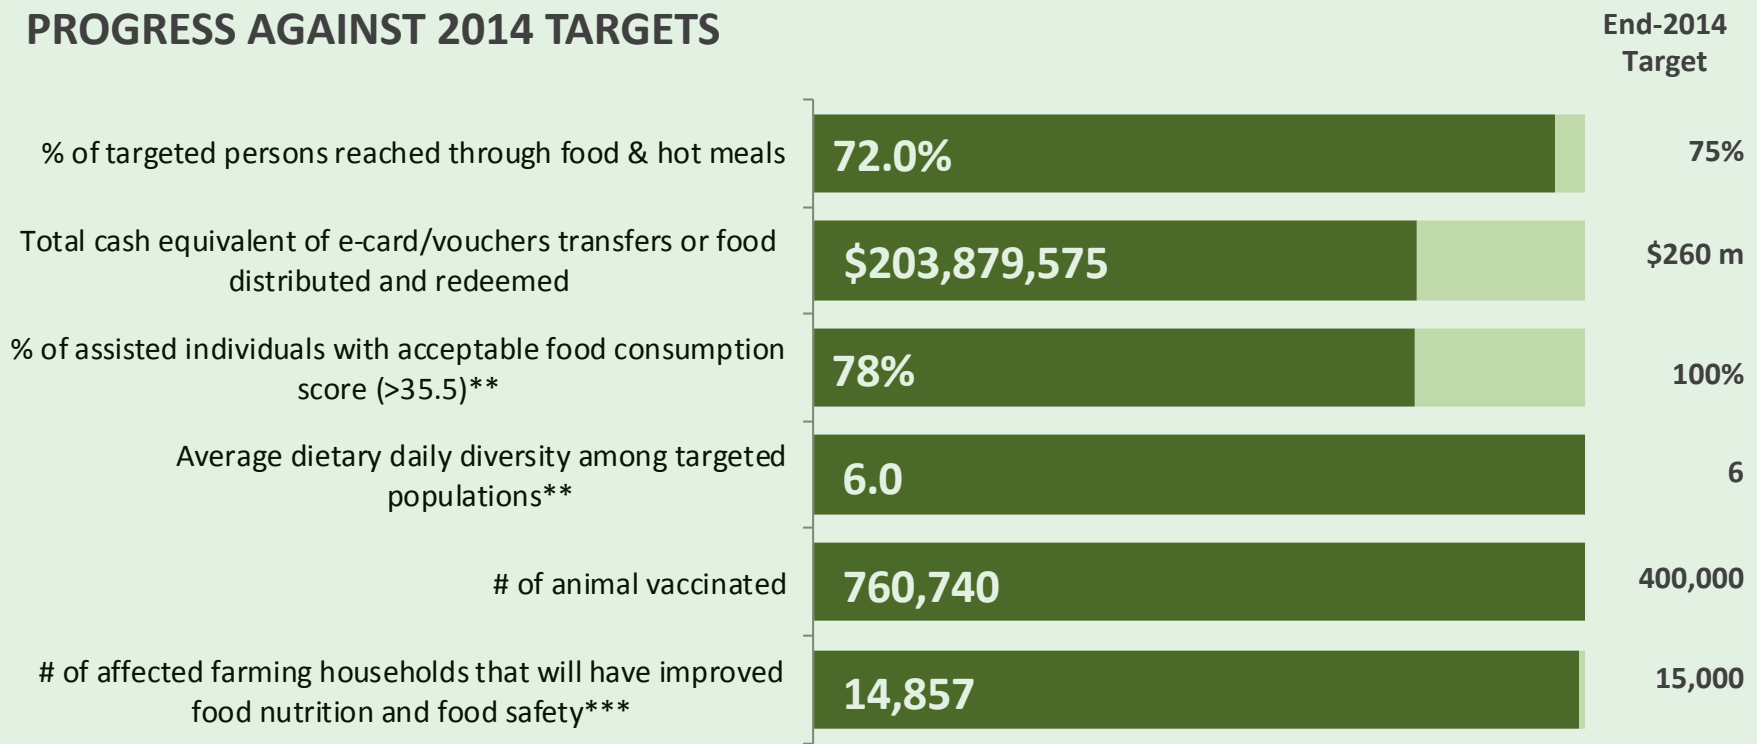 PROGRESS AGAINST 2014 TARGETS
End-2014
Target
% of targeted persons reached through food & hot meals
72.0%
75%
Total cash equivalent of e-card/vouchers transfers or food
distributed and redeemed
$203,879,575
$260 m
% of assisted individuals with acceptable food consumption
score (>35.5)**
78%
100%
Average dietary daily diversity among targeted
populations**
6.0
6
# of animal vaccinated
760,740
400,000
# of affected farming households that will have improved
food nutrition and food safety***
14,857
15,000